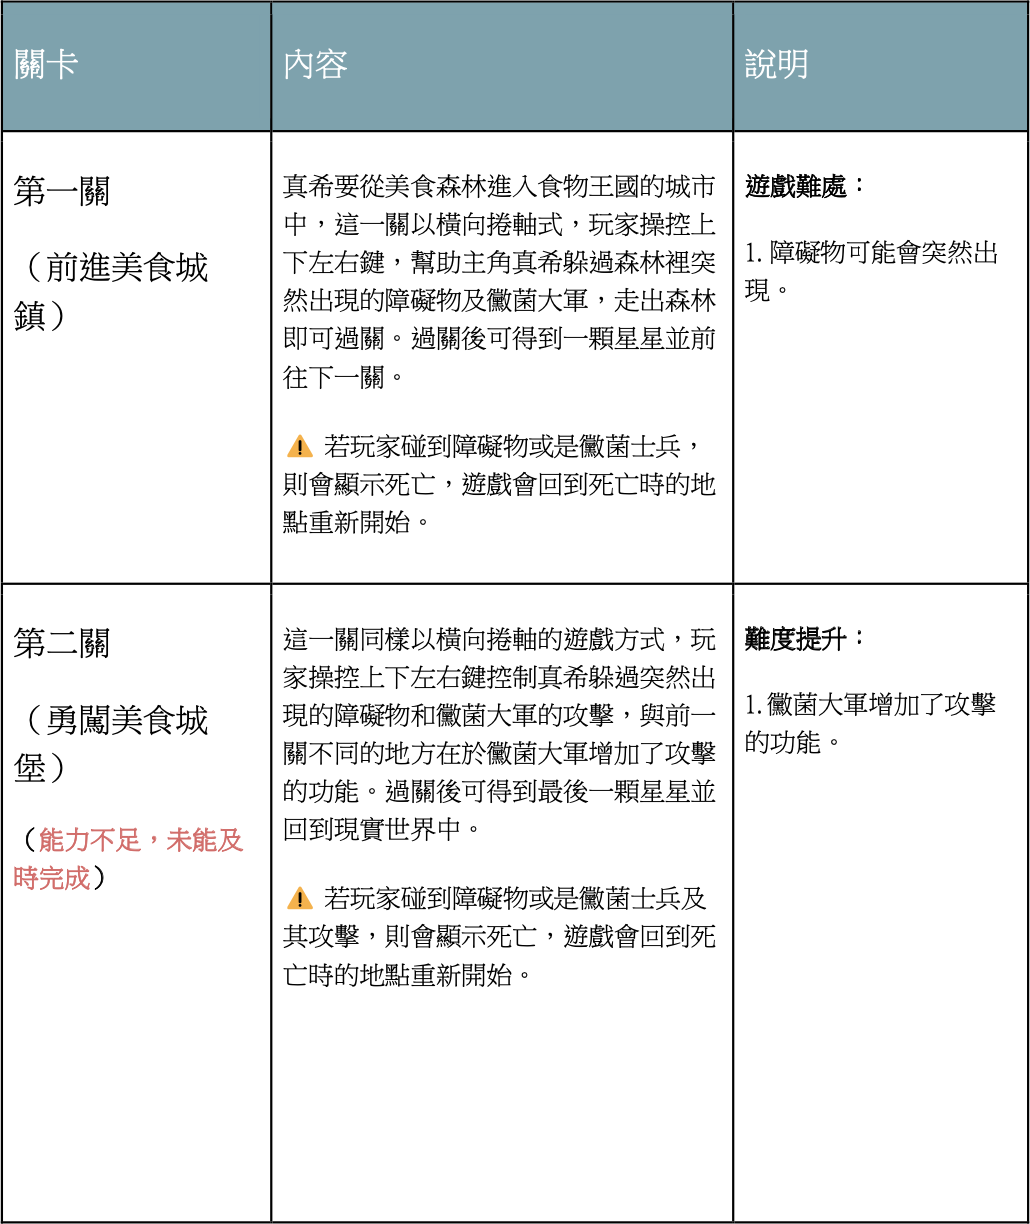 關卡
內容
說明
第一關
（前進美食城
鎮）
真希要從美食森林進入食物王國的城市
中，這一關以橫向捲軸式，玩家操控上
下左右鍵，幫助主角真希躲過森林裡突
然出現的障礙物及黴菌大軍，走出森林
即可過關。過關後可得到一顆星星並前
往下一關。
⚠ 若玩家碰到障礙物或是黴菌士兵，
則會顯示死亡，遊戲會回到死亡時的地
點重新開始。
遊戲難處：
1. 障礙物可能會突然出
現。
第二關
（勇闖美食城
堡）
（能力不足，未能及
時完成）
這一關同樣以橫向捲軸的遊戲方式，玩
家操控上下左右鍵控制真希躲過突然出
現的障礙物和黴菌大軍的攻擊，與前一
關不同的地方在於黴菌大軍增加了攻擊
的功能。過關後可得到最後一顆星星並
回到現實世界中。
⚠ 若玩家碰到障礙物或是黴菌士兵及
其攻擊，則會顯示死亡，遊戲會回到死
亡時的地點重新開始。
難度提升：
1. 黴菌大軍增加了攻擊
的功能。